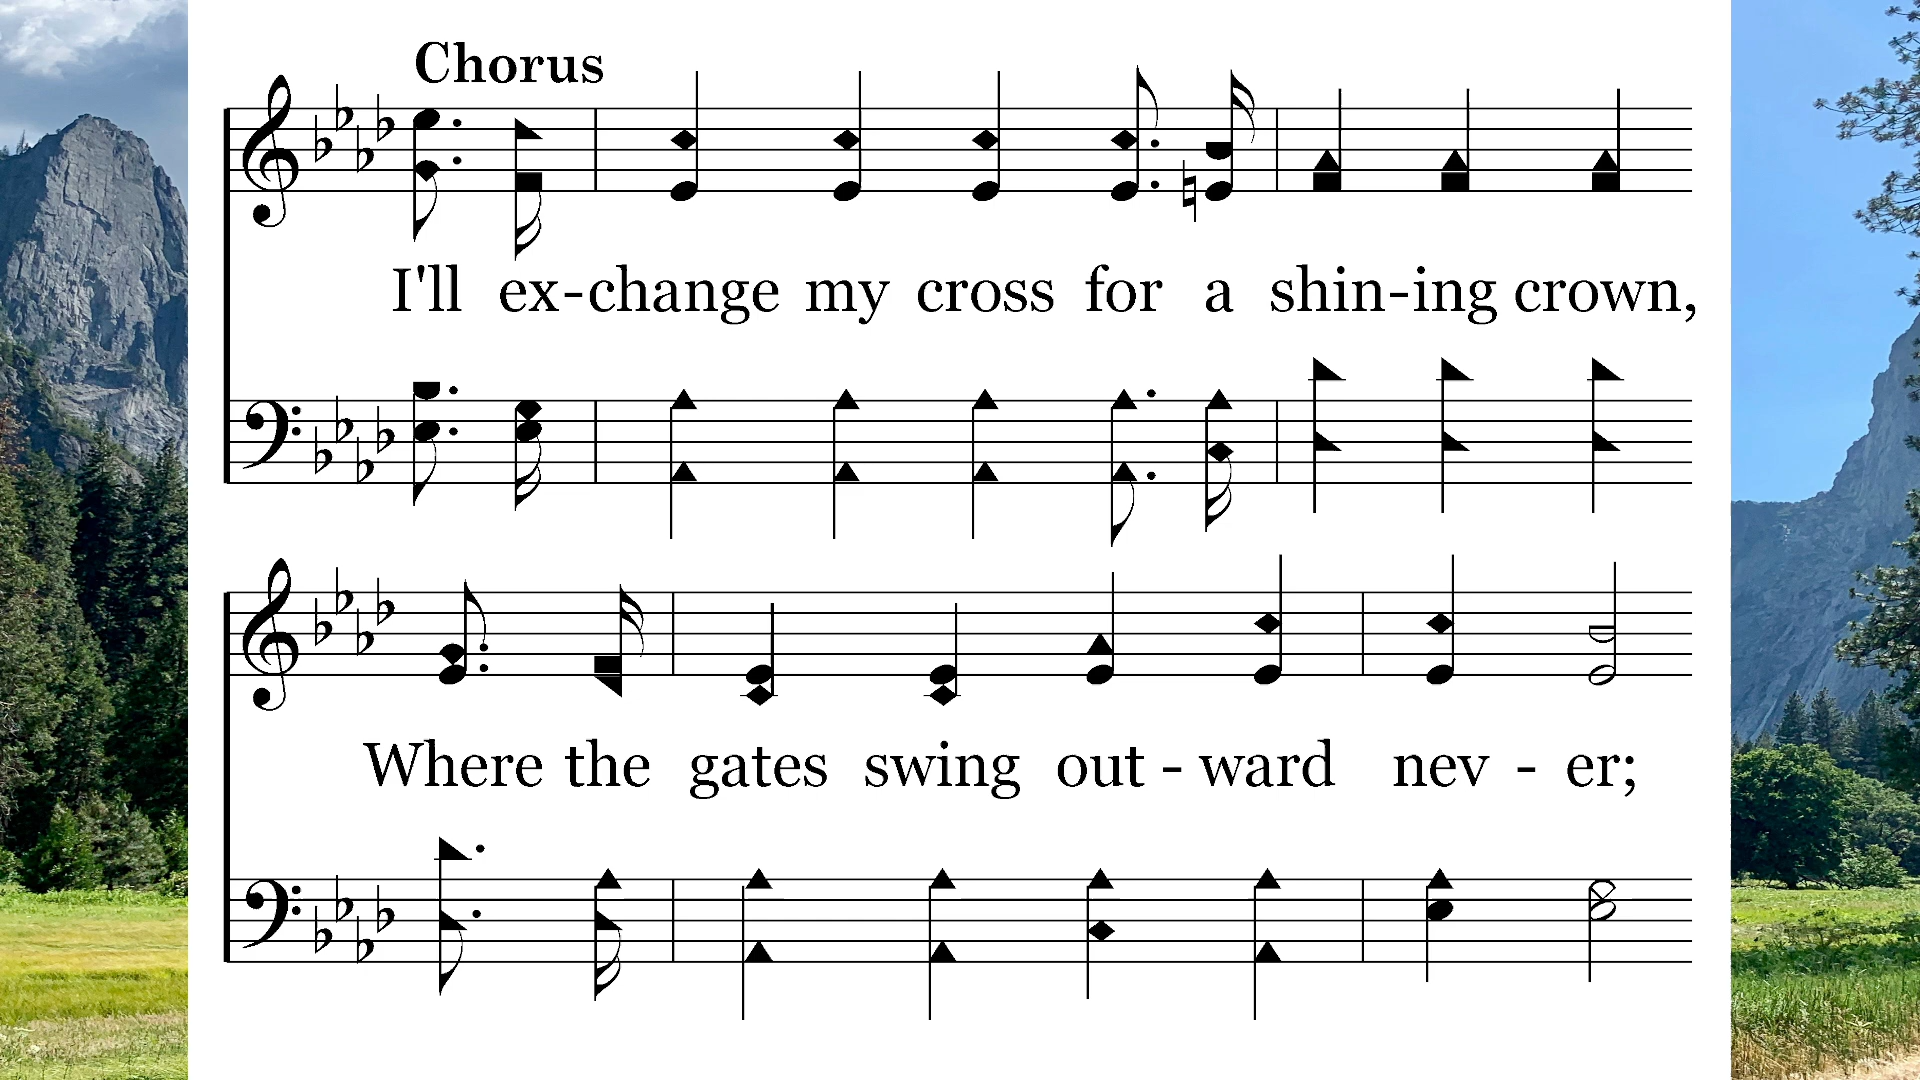 Chorus
I'll ex-change my cross for a shin-ing crown,
Where the gates swing out - ward nev - er;